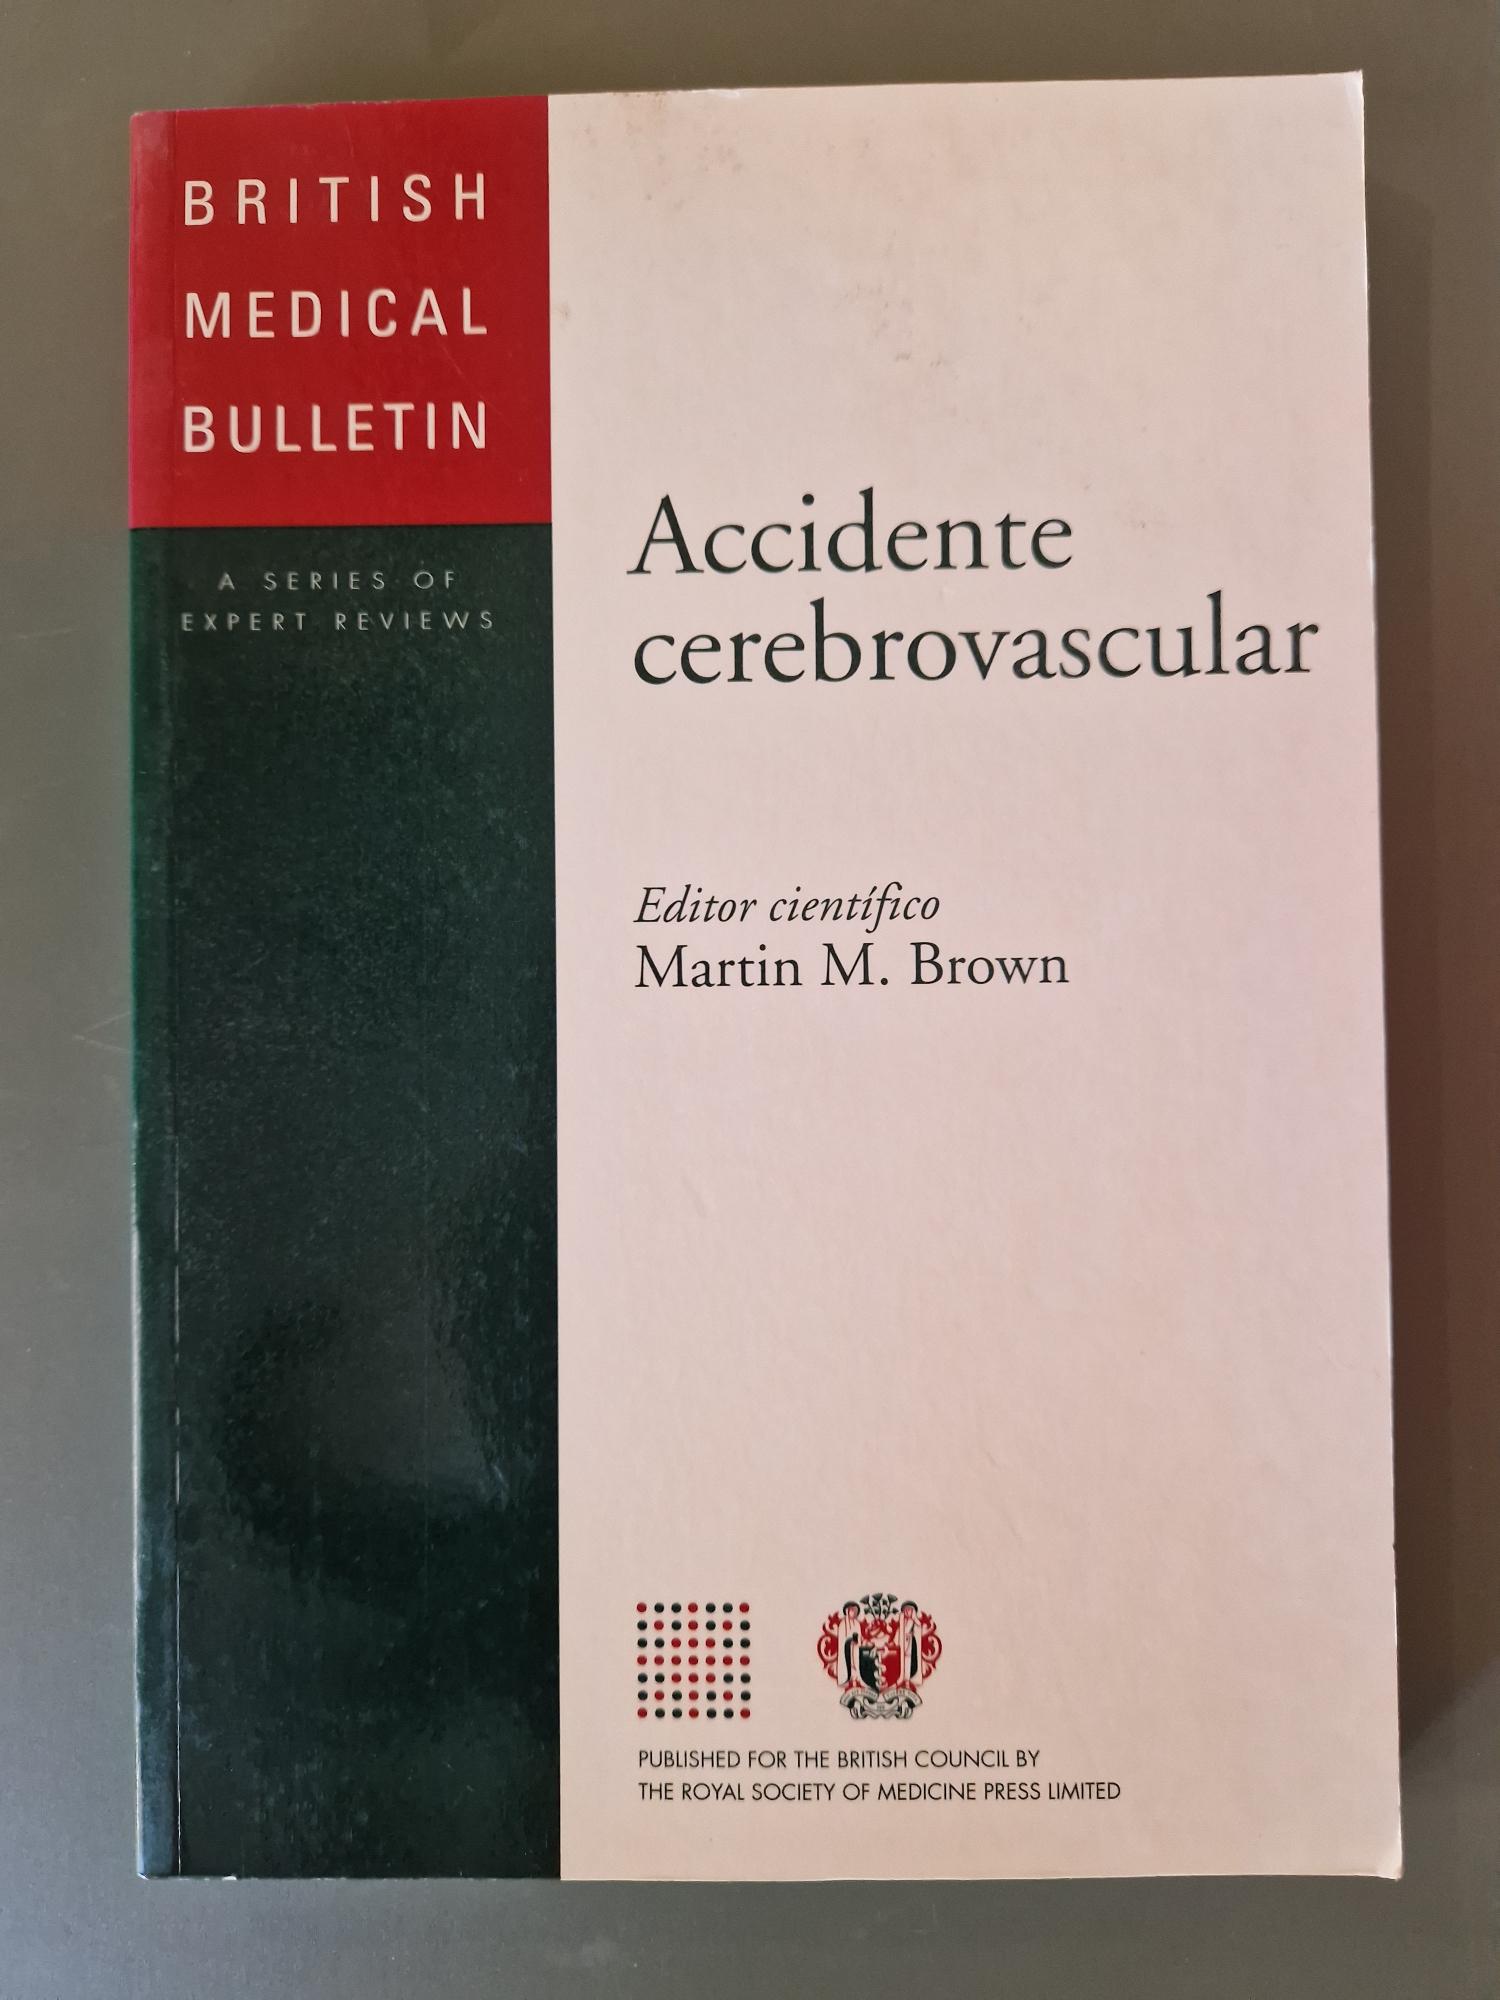 BRITISH
MEDICAL
BULLETIN
A SERIES OF
EXPERT REVIEWS
Accidente
cerebrovascular
Editor científico
Martin M. Brown
PUBLISHED FOR THE BRITISH COUNCIL BY
THE ROYAL SOCIETY OF MEDICINE PRESS LIMITED